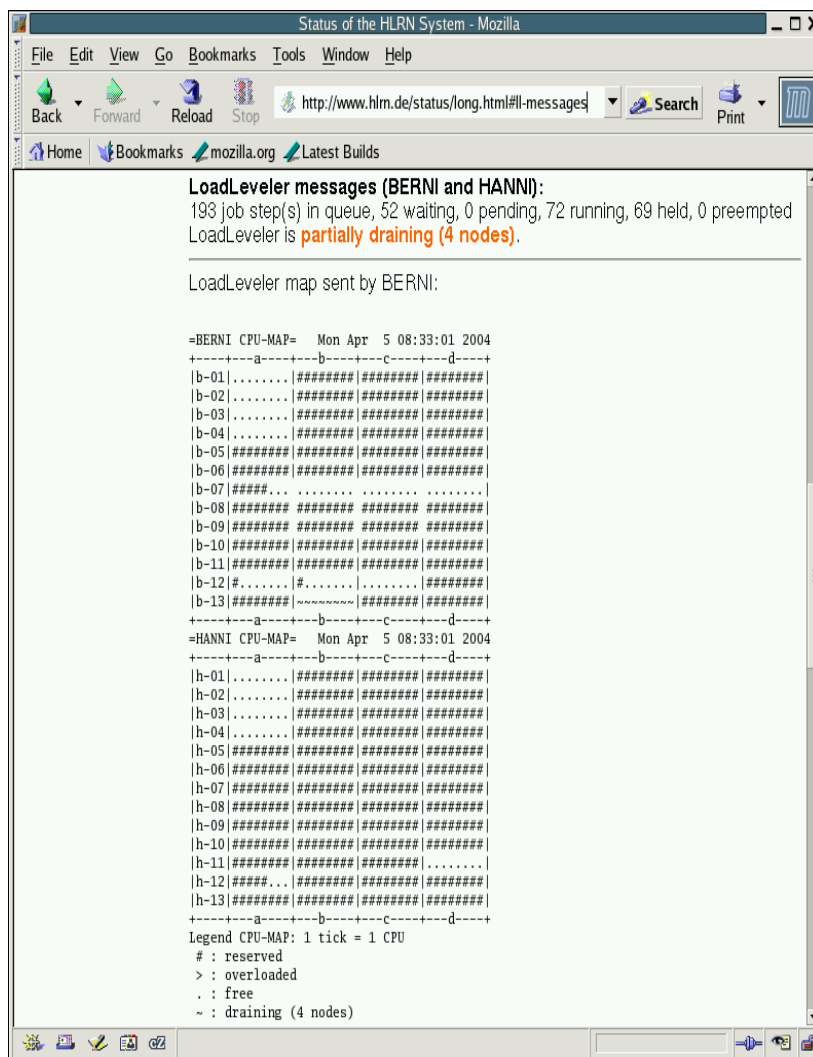 Status of the HLRN System - Mozilla
File Edit View Go Bookmarks Tools Window Help
Back Forward Reload Stop http://www.hlrn.de/status/long.html#ll-messages Search Print
Home Bookmarks mozilla.org Latest Builds
LoadLeveler messages (BERNI and HANNI):
193 job step(s) in queue, 52 waiting, 0 pending, 72 running, 69 held, 0 preempted
LoadLeveler is partially draining (4 nodes).
LoadLeveler map sent by BERNI:
=BERNI CPU-MAP=   Mon Apr  5 08:33:01 2004
+----+---a----+---b----+---c----+---d----+
|b-01|........|########|########|########|
|b-02|........|########|########|########|
|b-03|........|########|########|########|
|b-04|........|########|########|########|
|b-05|########|########|########|########|
|b-06|########|########|########|########|
|b-07|#####... ........ ........ ........|
|b-08|######## ######## ######## ########|
|b-09|######## ######## ######## ########|
|b-10|########|########|########|########|
|b-11|########|########|########|########|
|b-12|#.......|#.......|........|########|
|b-13|########|~~~~~~~~|########|########|
+----+---a----+---b----+---c----+---d----+
=HANNI CPU-MAP=   Mon Apr  5 08:33:01 2004
+----+---a----+---b----+---c----+---d----+
|h-01|........|########|########|########|
|h-02|........|########|########|########|
|h-03|........|########|########|########|
|h-04|........|########|########|########|
|h-05|########|########|########|########|
|h-06|########|########|########|########|
|h-07|########|########|########|########|
|h-08|########|########|########|########|
|h-09|########|########|########|########|
|h-10|########|########|########|########|
|h-11|########|########|########|........|
|h-12|#####...|########|########|########|
|h-13|########|########|########|########|
+----+---a----+---b----+---c----+---d----+
Legend CPU-MAP: 1 tick = 1 CPU
# : reserved
> : overloaded
. : free
~ : draining (4 nodes)